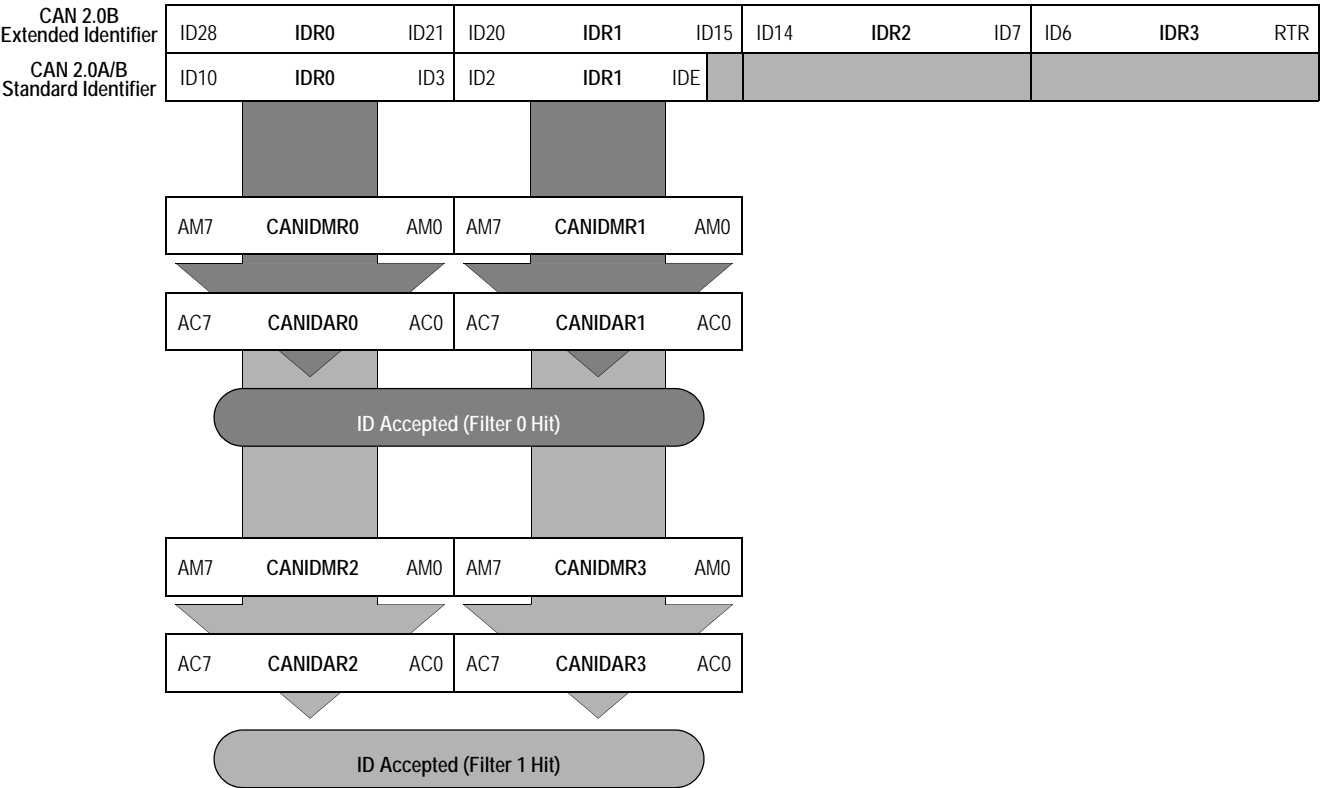 CAN 2.0B
Extended Identifier
ID28 IDR0 ID21 ID20 IDR1 ID15 ID14 IDR2 ID7 ID6 IDR3 RTR
CAN 2.0A/B
Standard Identifier
ID10 IDR0 ID3 ID2 IDR1 IDE
AM7 CANIDMR0 AM0 AM7 CANIDMR1 AM0
AC7 CANIDAR0 AC0 AC7 CANIDAR1 AC0
ID Accepted (Filter 0 Hit)
AM7 CANIDMR2 AM0 AM7 CANIDMR3 AM0
AC7 CANIDAR2 AC0 AC7 CANIDAR3 AC0
ID Accepted (Filter 1 Hit)